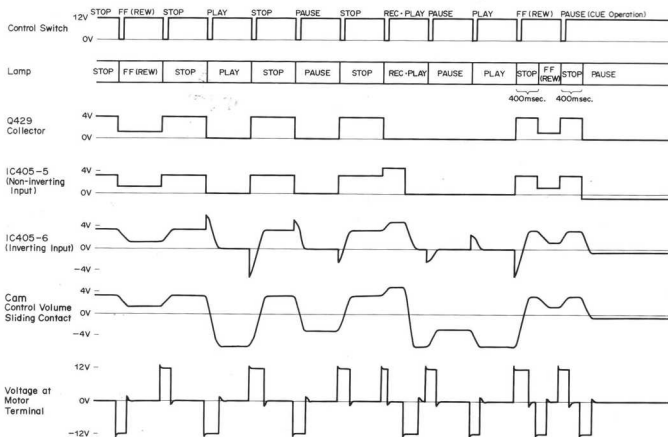 STOP FF (REW) STOP PLAY STOP PAUSE STOP REC-PLAY PAUSE PLAY FF (REW) PAUSE (CUE Operation)
Control Switch 12V
0V
Lamp STOP FF(REW) STOP PLAY STOP PAUSE STOP REC·PLAY PAUSE PLAY STOP FF (REW) STOP PAUSE
400msec. 400msec.
Q429 Collector 4V
0V
IC405-5 (Non-inverting Input) 4V
0V
IC405-6 (Inverting Input) 4V
0V
-4V
Cam Control Volume Sliding Contact 4V
0V
-4V
Voltage at Motor Terminal 12V
0V
-12V